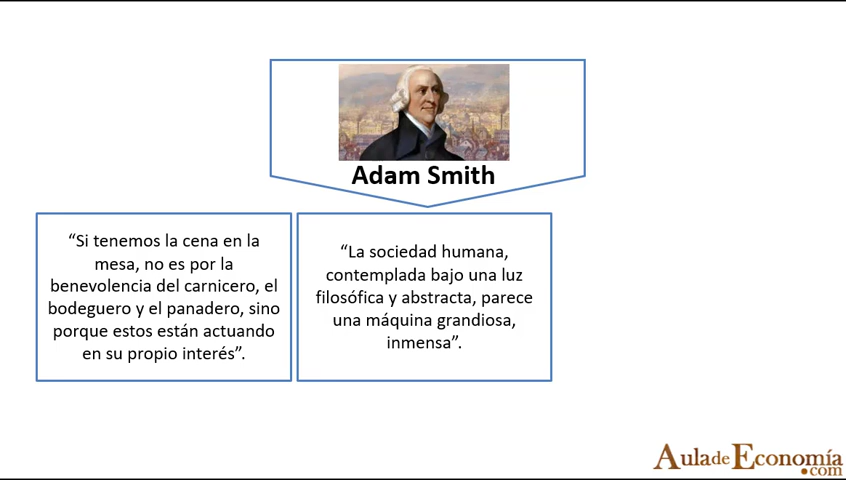 Adam Smith
“Si tenemos la cena en la
mesa, no es por la
benevolencia del carnicero, el
bodeguero y el panadero, sino
porque estos están actuando
en su propio interés”.
“La sociedad humana,
contemplada bajo una luz
filosófica y abstracta, parece
una máquina grandiosa,
inmensa”.
AuladeEconomía
.com